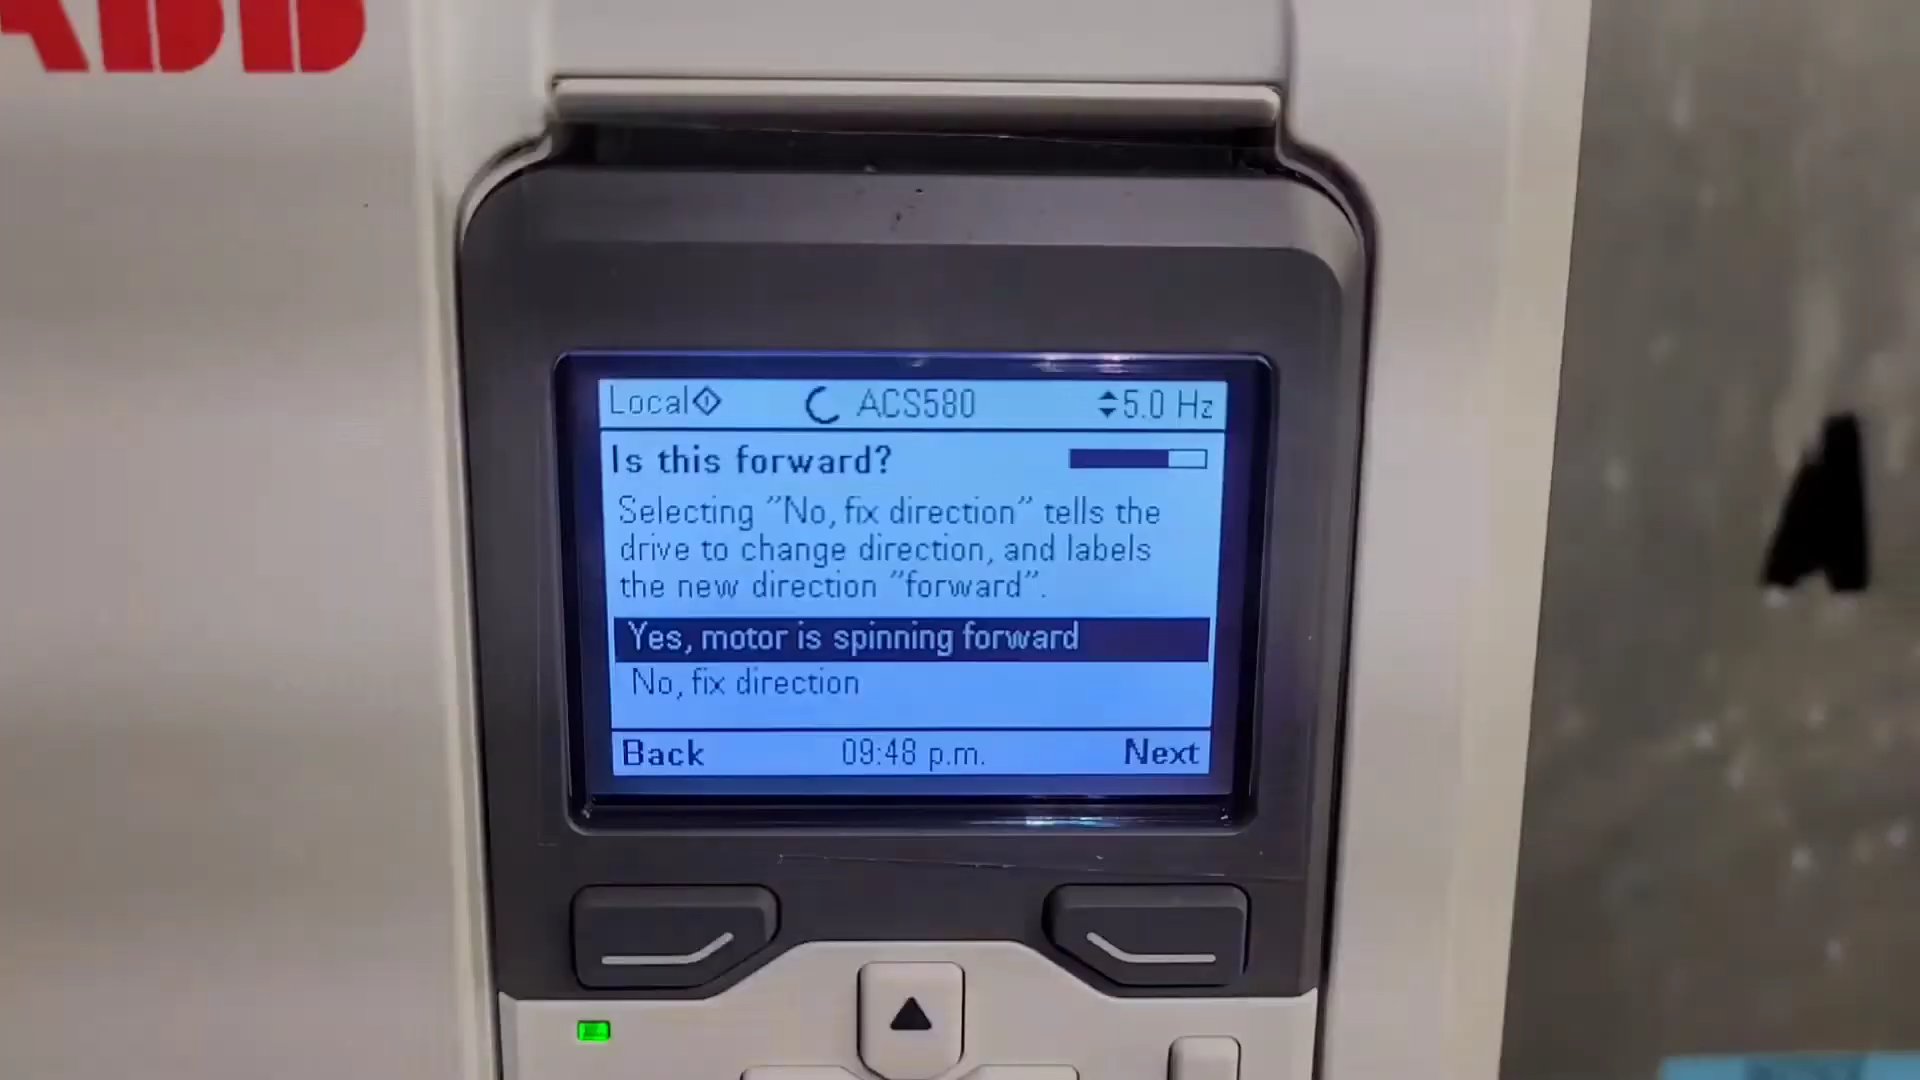 ABB
Local ACS580 5.0 Hz
Is this forward?
Selecting "No, fix direction" tells the
drive to change direction, and labels
the new direction "forward".
Yes, motor is spinning forward
No, fix direction
Back 09:48 p.m. Next